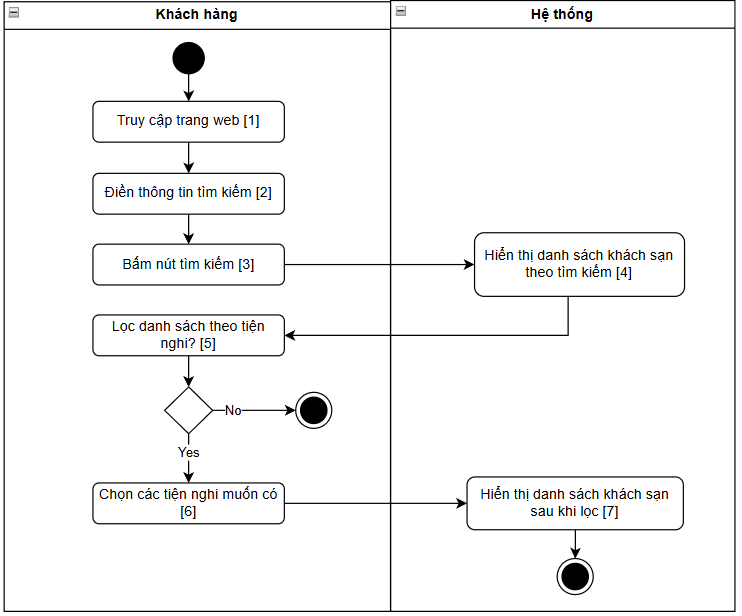 Khách hàng
Hệ thống
Truy cập trang web [1]
Điền thông tin tìm kiếm [2]
Bấm nút tìm kiếm [3]
Hiển thị danh sách khách sạn
theo tìm kiếm [4]
Lọc danh sách theo tiện
nghi? [5]
No
Yes
Chọn các tiện nghi muốn có
[6]
Hiển thị danh sách khách sạn
sau khi lọc [7]